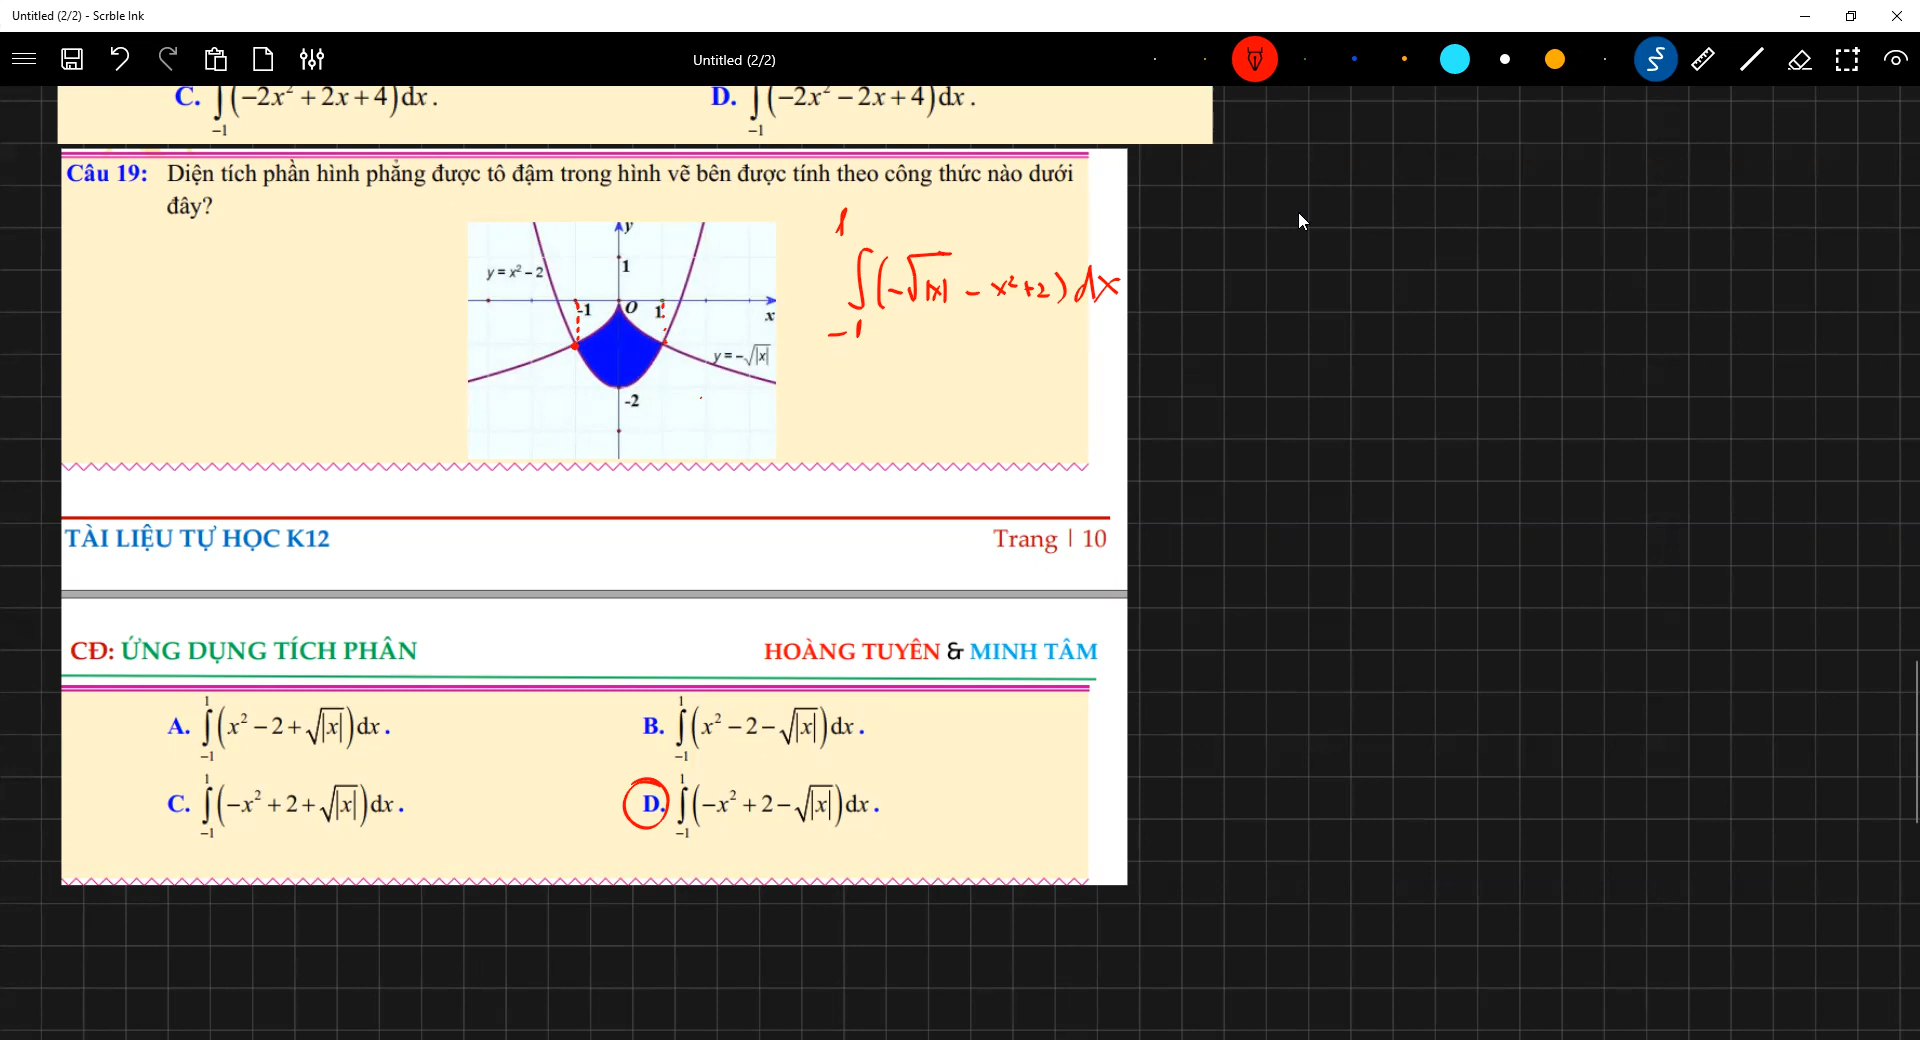 Untitled (2/2) - Scrble Ink
Untitled (2/2)
C. ∫₋₁ (−2x² + 2x + 4)dx . D. ∫₋₁ (−2x² − 2x + 4)dx .
Câu 19: Diện tích phần hình phẳng được tô đậm trong hình vẽ bên được tính theo công thức nào dưới
đây?
y
y = x² − 2
1
-1 O 1
x
y = −√|x|
-2
1
∫ (−√|x| − x² + 2) dx
−1
TÀI LIỆU TỰ HỌC K12 Trang | 10
CĐ: ỨNG DỤNG TÍCH PHÂN HOÀNG TUYÊN & MINH TÂM
A. ∫₋₁¹ (x² − 2 + √|x|) dx . B. ∫₋₁¹ (x² − 2 − √|x|) dx .
C. ∫₋₁¹ (−x² + 2 + √|x|) dx . D. ∫₋₁¹ (−x² + 2 − √|x|) dx .